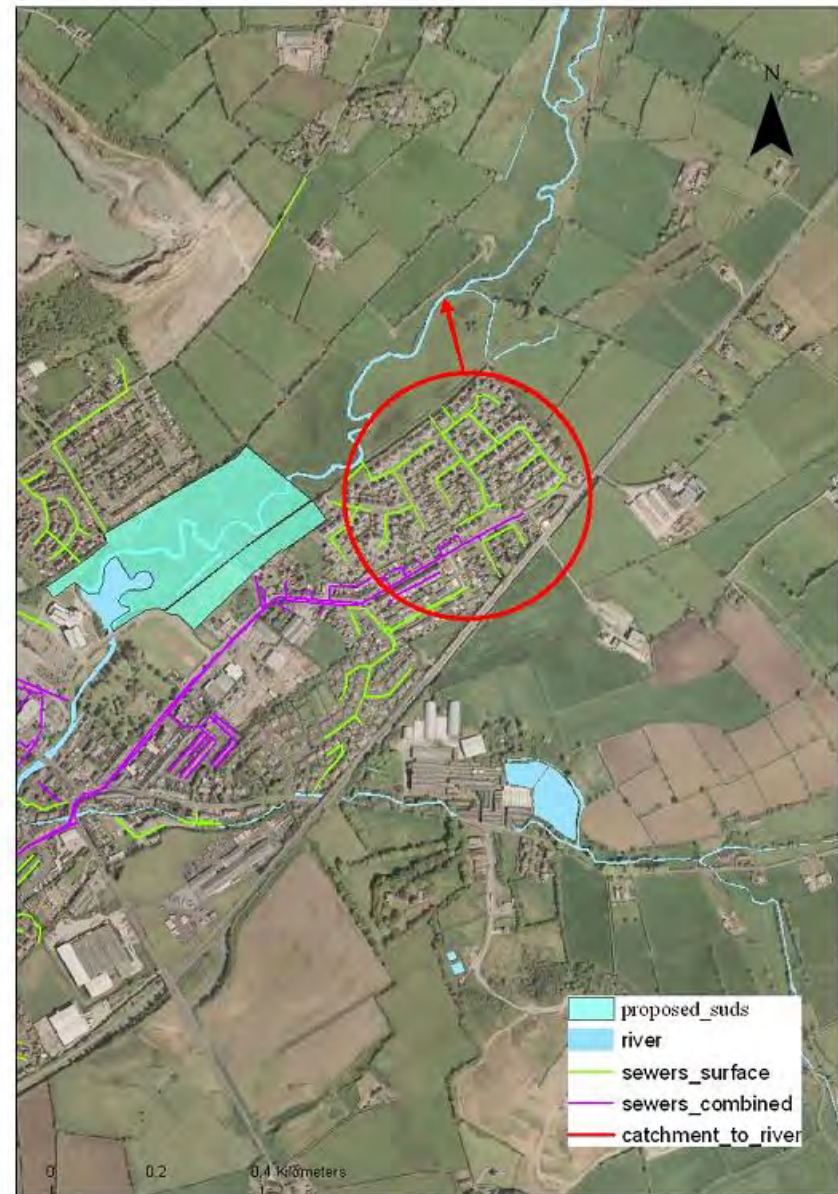 N
proposed_suds
river
sewers_surface
sewers_combined
catchment_to_river
0 0.2 0.4 Kilometers